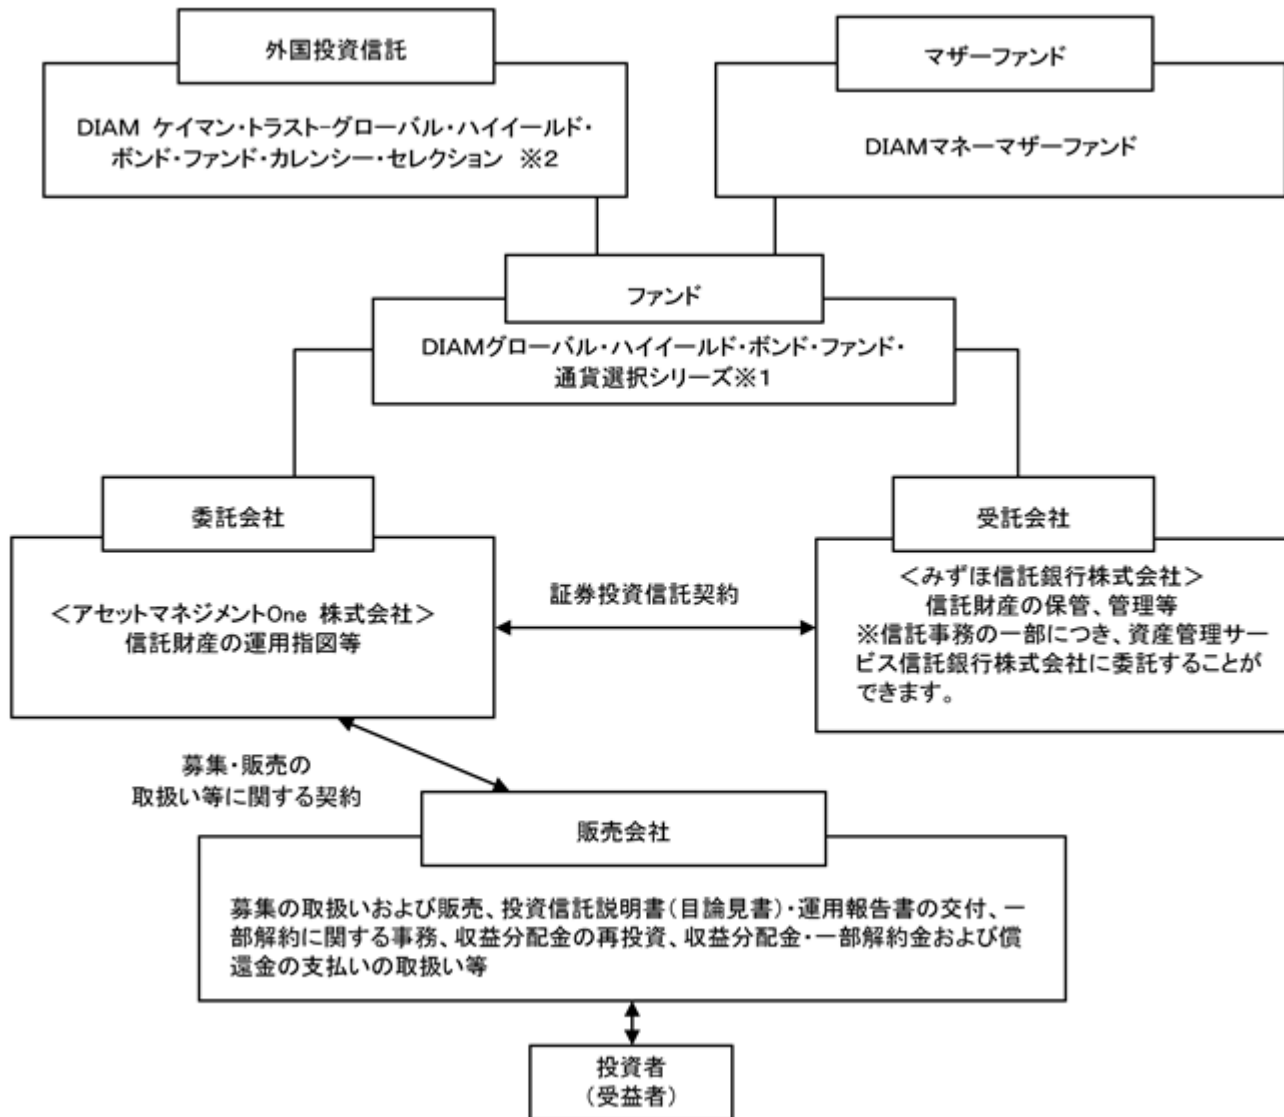 外国投資信託
マザーファンド
DIAM ケイマン・トラスト-グローバル・ハイイールド・
ボンド・ファンド・カレンシー・セレクション ※2
DIAMマネーマザーファンド
ファンド
DIAMグローバル・ハイイールド・ボンド・ファンド・
通貨選択シリーズ※1
委託会社
受託会社
＜アセットマネジメントOne 株式会社＞
信託財産の運用指図等
証券投資信託契約
＜みずほ信託銀行株式会社＞
信託財産の保管、管理等
※信託事務の一部につき、資産管理サー
ビス信託銀行株式会社に委託することが
できます。
募集・販売の
取扱い等に関する契約
販売会社
募集の取扱いおよび販売、投資信託説明書(目論見書)・運用報告書の交付、一
部解約に関する事務、収益分配金の再投資、収益分配金・一部解約金および償
還金の支払いの取扱い等
投資者
(受益者)